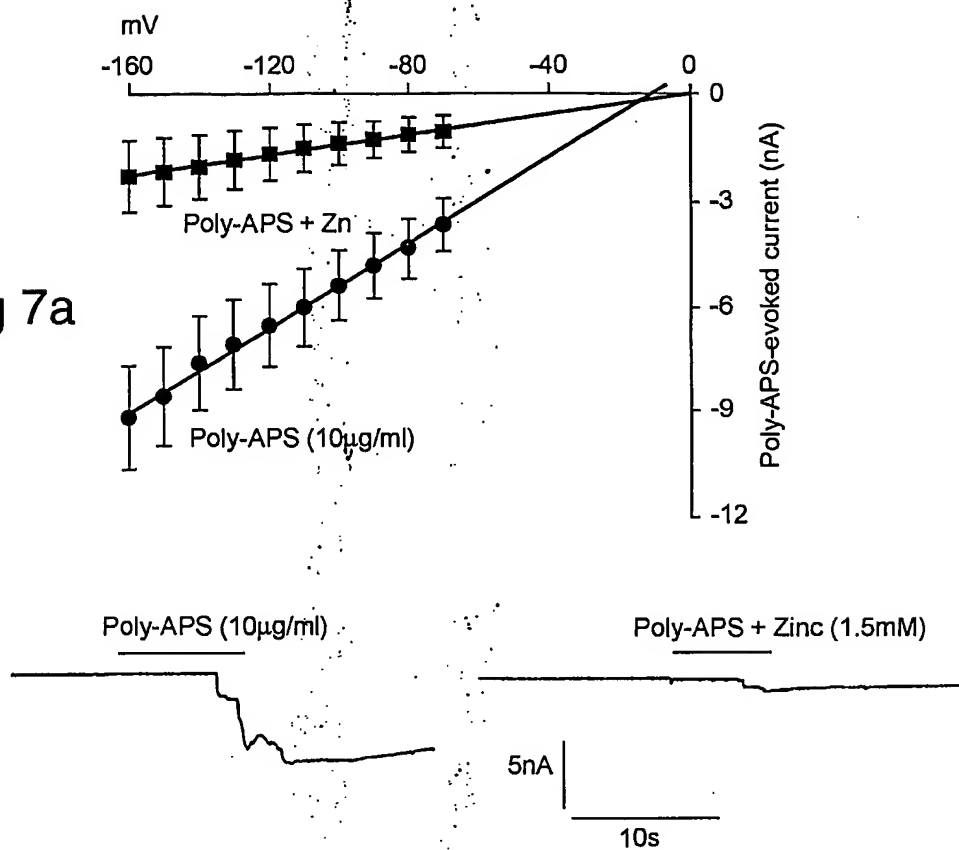 mV
-160 -120 -80 -40 0
0
-3
-6
-9
-12
Poly-APS-evoked current (nA)
Poly-APS + Zn
7a
Poly-APS (10µg/ml)
Poly-APS (10µg/ml)
Poly-APS + Zinc (1.5mM)
5nA
10s